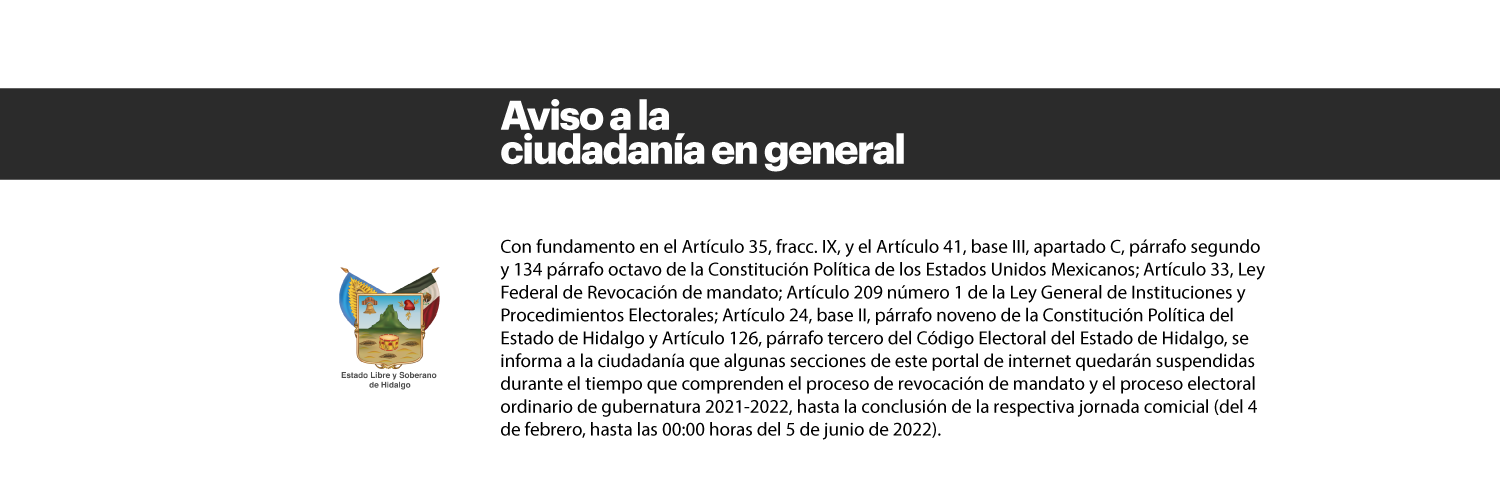 Aviso a la
ciudadanía en general
Con fundamento en el Artículo 35, fracc. IX, y el Artículo 41, base III, apartado C, párrafo segundo
y 134 párrafo octavo de la Constitución Política de los Estados Unidos Mexicanos; Artículo 33, Ley
Federal de Revocación de mandato; Artículo 209 número 1 de la Ley General de Instituciones y
Procedimientos Electorales; Artículo 24, base II, párrafo noveno de la Constitución Política del
Estado de Hidalgo y Artículo 126, párrafo tercero del Código Electoral del Estado de Hidalgo, se
informa a la ciudadanía que algunas secciones de este portal de internet quedarán suspendidas
durante el tiempo que comprenden el proceso de revocación de mandato y el proceso electoral
ordinario de gubernatura 2021-2022, hasta la conclusión de la respectiva jornada comicial (del 4
de febrero, hasta las 00:00 horas del 5 de junio de 2022).
Estado Libre y Soberano
de Hidalgo